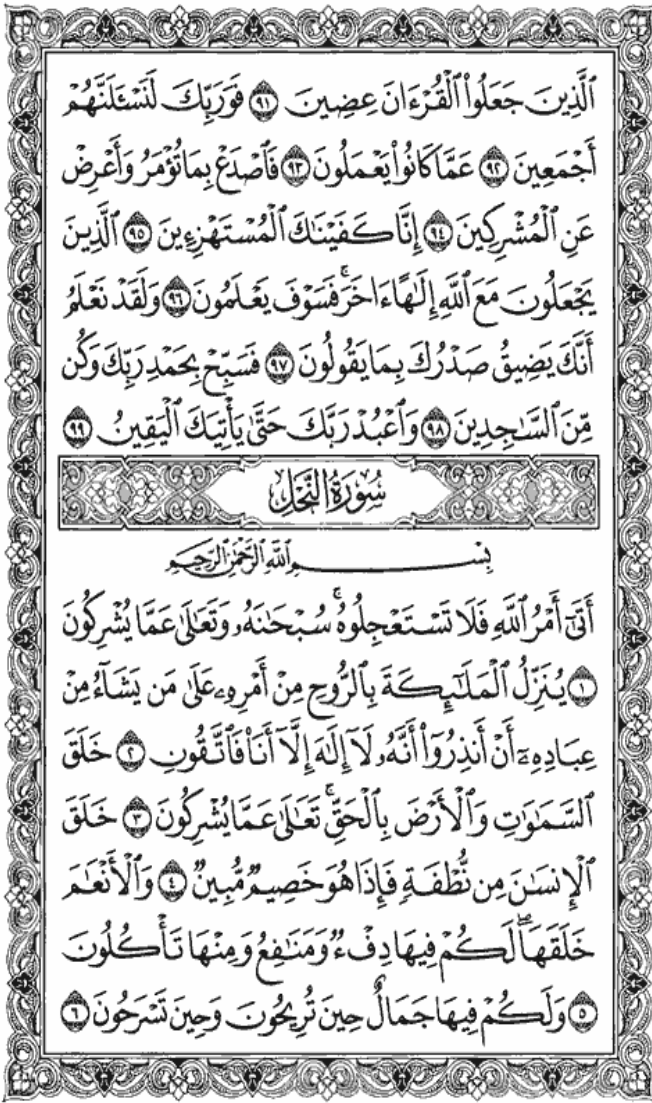 ٱلَّذِينَ جَعَلُوا۟ ٱلْقُرْءَانَ عِضِينَ ٩١ فَوَرَبِّكَ لَنَسْـَٔلَنَّهُمْ
أَجْمَعِينَ ٩٢ عَمَّا كَانُوا۟ يَعْمَلُونَ ٩٣ فَٱصْدَعْ بِمَا تُؤْمَرُ وَأَعْرِضْ
عَنِ ٱلْمُشْرِكِينَ ٩٤ إِنَّا كَفَيْنَـٰكَ ٱلْمُسْتَهْزِءِينَ ٩٥ ٱلَّذِينَ
يَجْعَلُونَ مَعَ ٱللَّهِ إِلَـٰهًا ءَاخَرَ ۚ فَسَوْفَ يَعْلَمُونَ ٩٦ وَلَقَدْ نَعْلَمُ
أَنَّكَ يَضِيقُ صَدْرُكَ بِمَا يَقُولُونَ ٩٧ فَسَبِّحْ بِحَمْدِ رَبِّكَ وَكُن
مِّنَ ٱلسَّـٰجِدِينَ ٩٨ وَٱعْبُدْ رَبَّكَ حَتَّىٰ يَأْتِيَكَ ٱلْيَقِينُ ٩٩
سُورَةُ النَّحْلِ
بِسْمِ ٱللَّهِ ٱلرَّحْمَـٰنِ ٱلرَّحِيمِ
أَتَىٰٓ أَمْرُ ٱللَّهِ فَلَا تَسْتَعْجِلُوهُ ۚ سُبْحَـٰنَهُۥ وَتَعَـٰلَىٰ عَمَّا يُشْرِكُونَ
١ يُنَزِّلُ ٱلْمَلَـٰٓئِكَةَ بِٱلرُّوحِ مِنْ أَمْرِهِۦ عَلَىٰ مَن يَشَآءُ مِنْ
عِبَادِهِۦٓ أَنْ أَنذِرُوٓا۟ أَنَّهُۥ لَآ إِلَـٰهَ إِلَّآ أَنَا۠ فَٱتَّقُونِ ٢ خَلَقَ
ٱلسَّمَـٰوَٰتِ وَٱلْأَرْضَ بِٱلْحَقِّ ۚ تَعَـٰلَىٰ عَمَّا يُشْرِكُونَ ٣ خَلَقَ
ٱلْإِنسَـٰنَ مِن نُّطْفَةٍ فَإِذَا هُوَ خَصِيمٌ مُّبِينٌ ٤ وَٱلْأَنْعَـٰمَ
خَلَقَهَا ۗ لَكُمْ فِيهَا دِفْءٌ وَمَنَـٰفِعُ وَمِنْهَا تَأْكُلُونَ
٥ وَلَكُمْ فِيهَا جَمَالٌ حِينَ تُرِيحُونَ وَحِينَ تَسْرَحُونَ ٦